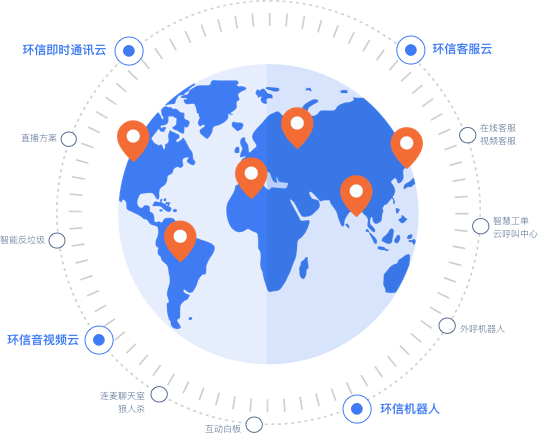 环信即时通讯云
环信客服云
直播方案
在线客服
视频客服
智能反垃圾
智慧工单
云呼叫中心
环信音视频云
外呼机器人
连麦聊天室
狼人杀
环信机器人
互动白板